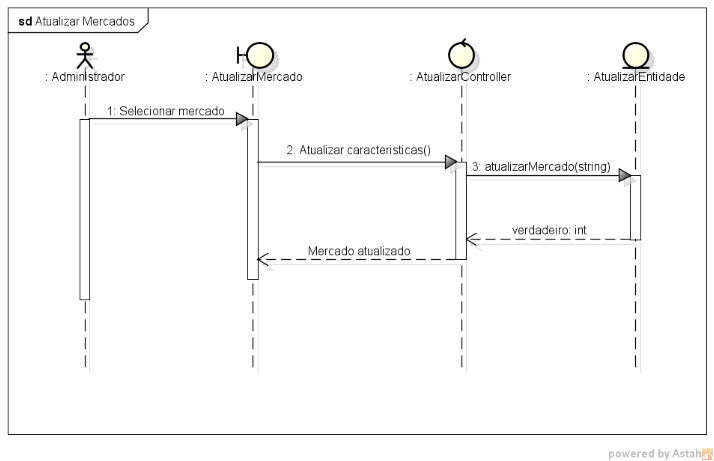 sd Atualizar Mercados
: Administrador
: AtualizarMercado
: AtualizarController
: AtualizarEntidade
1: Selecionar mercado
2: Atualizar caracteristicas()
3: atualizarMercado(string)
verdadeiro: int
Mercado atualizado
powered by Astah